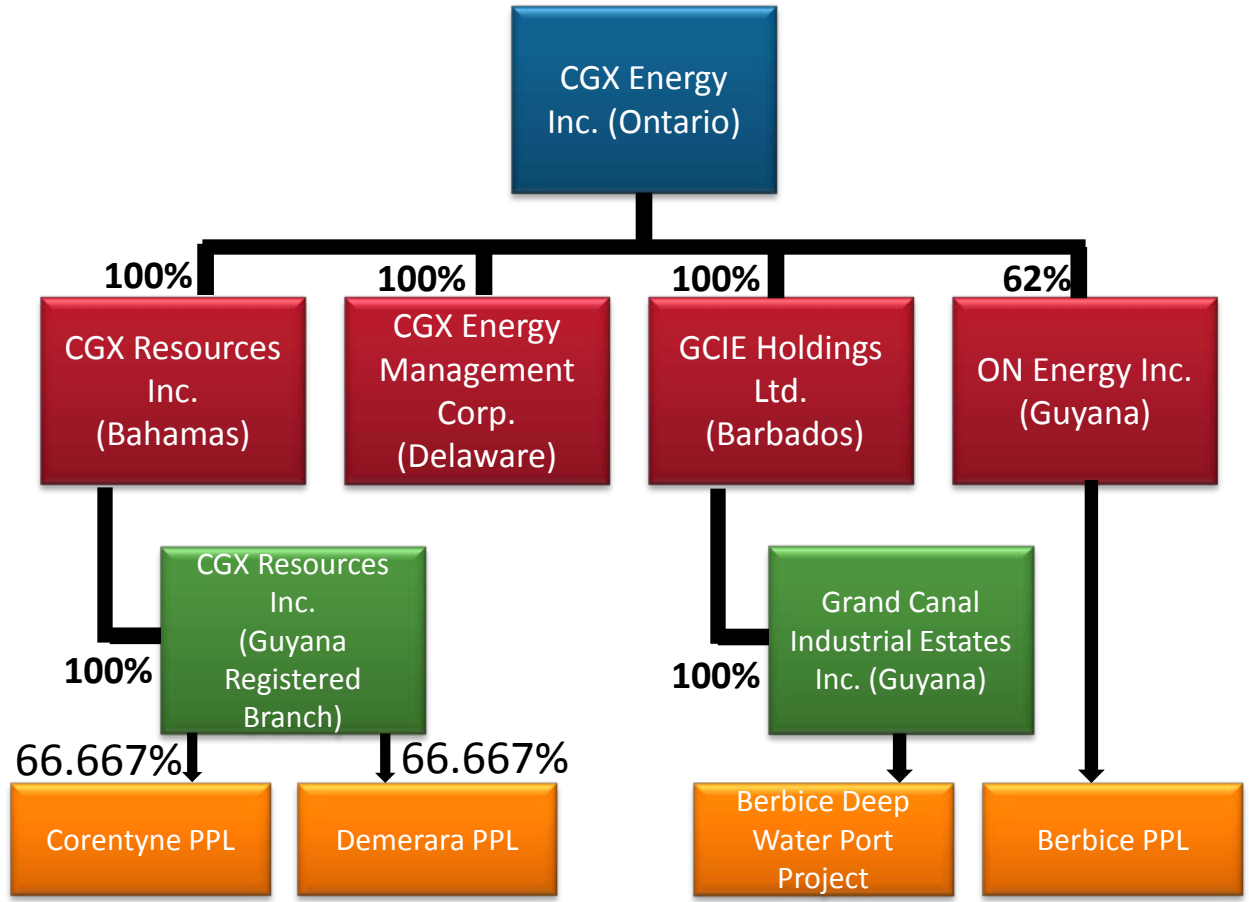 CGX Energy
Inc. (Ontario)
100%
100%
100%
62%
CGX Resources
Inc.
(Bahamas)
CGX Energy
Management
Corp.
(Delaware)
GCIE Holdings
Ltd.
(Barbados)
ON Energy Inc.
(Guyana)
CGX Resources
Inc.
(Guyana
Registered
Branch)
100%
Grand Canal
Industrial Estates
Inc. (Guyana)
100%
66.667%
66.667%
Corentyne PPL
Demerara PPL
Berbice Deep
Water Port
Project
Berbice PPL